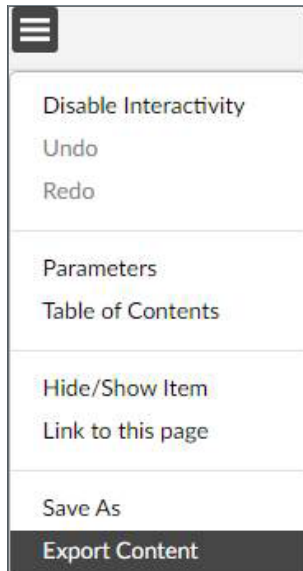 Disable Interactivity
Undo
Redo
Parameters
Table of Contents
Hide/Show Item
Link to this page
Save As
Export Content